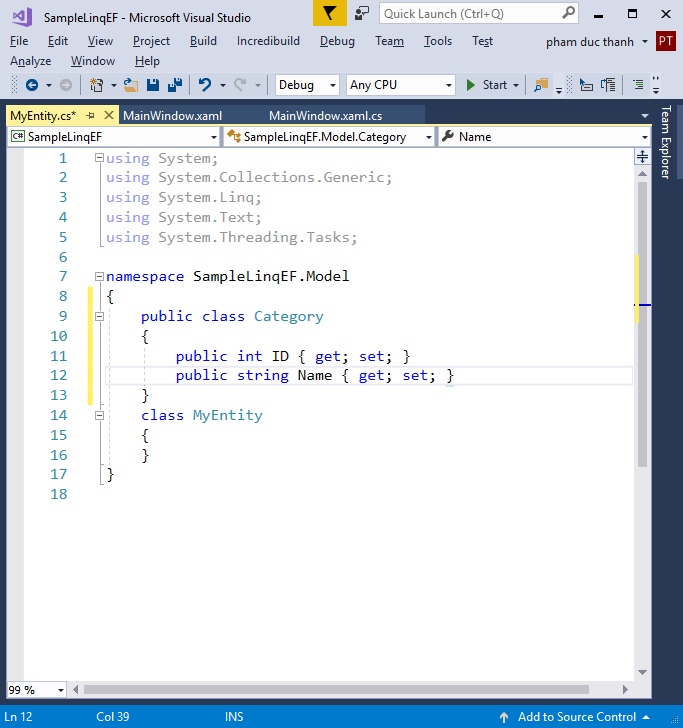 SampleLinqEF - Microsoft Visual Studio
Quick Launch (Ctrl+Q)
File Edit View Project Build Incredibuild Debug Team Tools Test pham duc thanh PT
Analyze Window Help
Debug Any CPU Start
MyEntity.cs* MainWindow.xaml MainWindow.xaml.cs
Team Explorer
C# SampleLinqEF SampleLinqEF.Model.Category Name
1 using System;
2 using System.Collections.Generic;
3 using System.Linq;
4 using System.Text;
5 using System.Threading.Tasks;
6
7 namespace SampleLinqEF.Model
8 {
9 public class Category
10 {
11 public int ID { get; set; }
12 public string Name { get; set; }
13 }
14 class MyEntity
15 {
16 }
17 }
18
99 %
Ln 12 Col 39 INS Add to Source Control